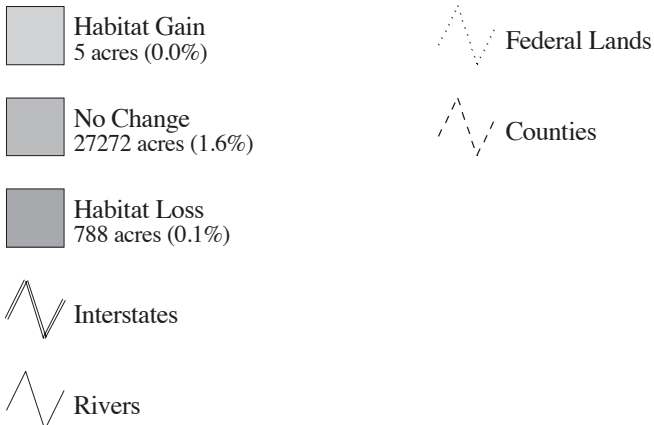 Habitat Gain
5 acres (0.0%)
No Change
27272 acres (1.6%)
Habitat Loss
788 acres (0.1%)
Interstates
Rivers
Federal Lands
Counties